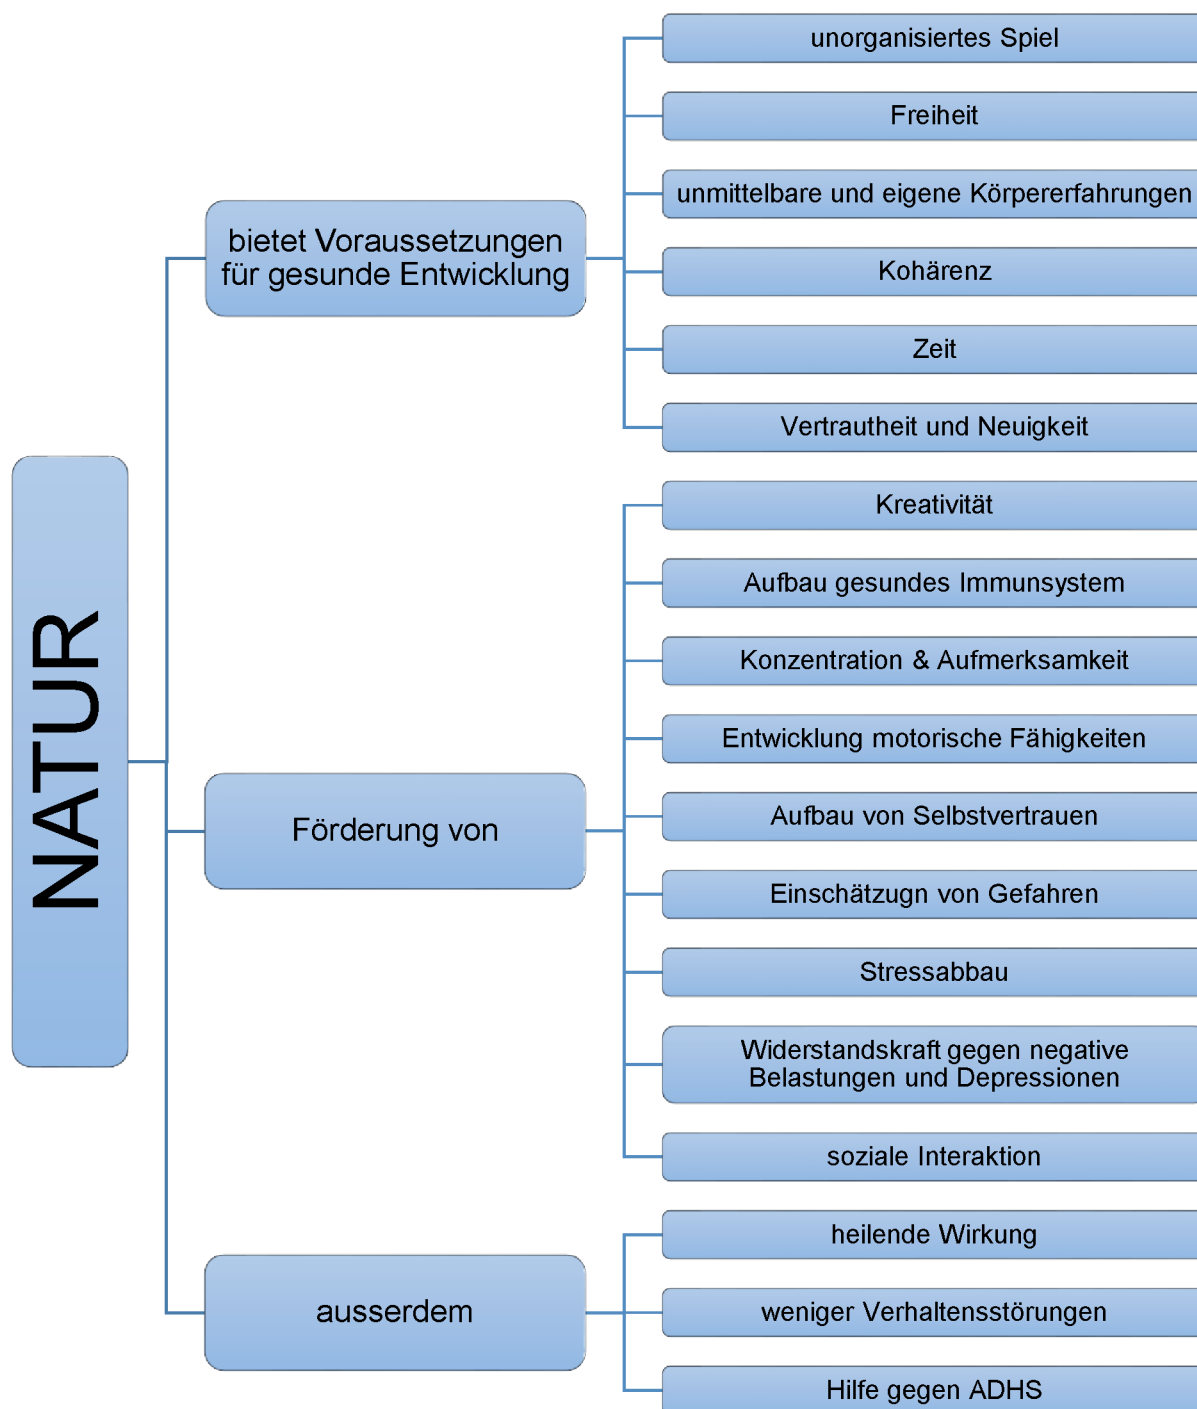 NATUR
bietet Voraussetzungen
für gesunde Entwicklung
unorganisiertes Spiel
Freiheit
unmittelbare und eigene Körpererfahrungen
Kohärenz
Zeit
Vertrautheit und Neuigkeit
Förderung von
Kreativität
Aufbau gesundes Immunsystem
Konzentration & Aufmerksamkeit
Entwicklung motorische Fähigkeiten
Aufbau von Selbstvertrauen
Einschätzugn von Gefahren
Stressabbau
Widerstandskraft gegen negative
Belastungen und Depressionen
soziale Interaktion
ausserdem
heilende Wirkung
weniger Verhaltensstörungen
Hilfe gegen ADHS